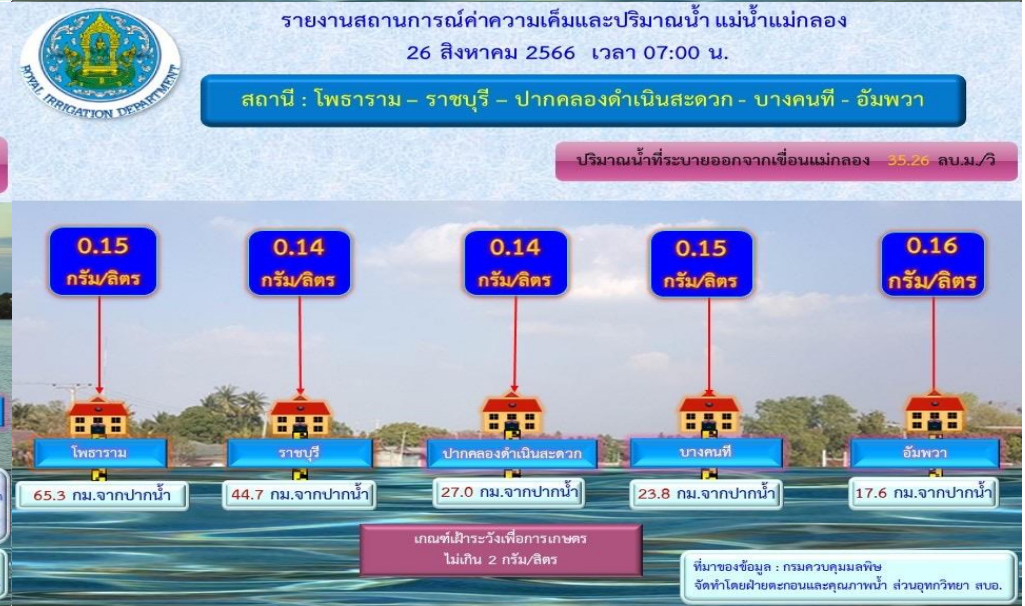 รายงานสถานการณ์ค่าความเค็มและปริมาณน้ำ แม่น้ำแม่กลอง
26 สิงหาคม 2566 เวลา 07:00 น.
ROYAL IRRIGATION DEPARTMENT
สถานี : โพธาราม – ราชบุรี – ปากคลองดำเนินสะดวก - บางคนที - อัมพวา
ปริมาณน้ำที่ระบายออกจากเขื่อนแม่กลอง 35.26 ลบ.ม./วิ
0.15 0.14 0.14 0.15 0.16
กรัม/ลิตร กรัม/ลิตร กรัม/ลิตร กรัม/ลิตร กรัม/ลิตร
โพธาราม ราชบุรี ปากคลองดำเนินสะดวก บางคนที อัมพวา
65.3 กม.จากปากน้ำ 44.7 กม.จากปากน้ำ 27.0 กม.จากปากน้ำ 23.8 กม.จากปากน้ำ 17.6 กม.จากปากน้ำ
เกณฑ์เฝ้าระวังเพื่อการเกษตร
ไม่เกิน 2 กรัม/ลิตร
ที่มาของข้อมูล : กรมควบคุมมลพิษ
จัดทำโดยฝ่ายตะกอนและคุณภาพน้ำ ส่วนอุทกวิทยา สบอ.